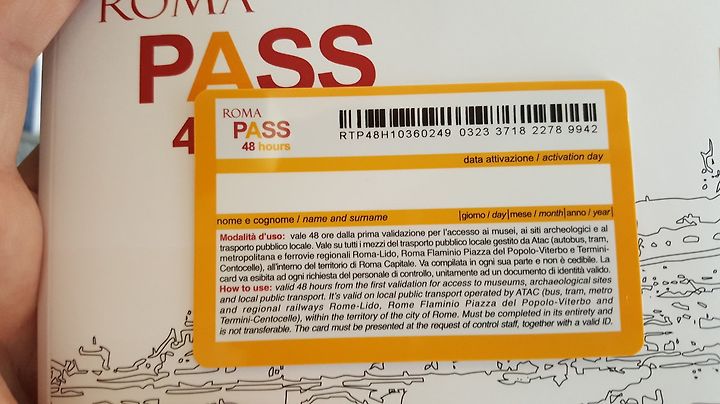 ROMA
PASS
48
ROMA
PASS
48 hours
RTP48H10360249 0323 3718 2278 9942
data attivazione / activation day
nome e cognome / name and surname |giorno / day|mese / month|anno / year|
Modalità d'uso: vale 48 ore dalla prima validazione per l'accesso ai musei, ai siti archeologici e al
trasporto pubblico locale. Vale su tutti i mezzi del trasporto pubblico locale gestito da Atac (autobus, tram,
metropolitana e ferrovie regionali Roma-Lido, Roma Flaminio Piazza del Popolo-Viterbo e Termini-
Centocelle), all'interno del territorio di Roma Capitale. Va compilata in ogni sua parte e non è cedibile. La
card va esibita ad ogni richiesta del personale di controllo, unitamente ad un documento di identità valido.
How to use: valid 48 hours from the first validation for access to museums, archaeological sites
and local public transport. It's valid on local public transport operated by ATAC (bus, tram, metro
and regional railways Rome-Lido, Rome Flaminio Piazza del Popolo-Viterbo and
Termini-Centocelle), within the territory of the city of Rome. Must be completed in its entirety and
is not transferable. The card must be presented at the request of control staff, together with a valid ID.